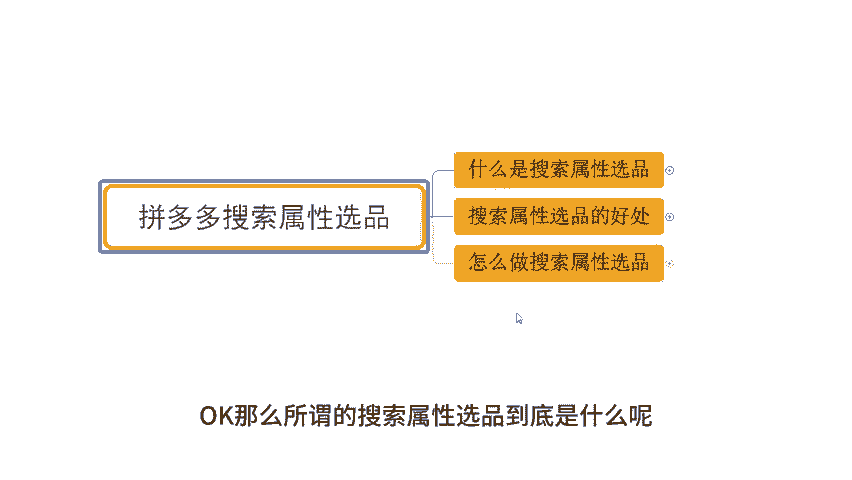 拼多多搜索属性选品
什么是搜索属性选品
搜索属性选品的好处
怎么做搜索属性选品
OK那么所谓的搜索属性选品到底是什么呢